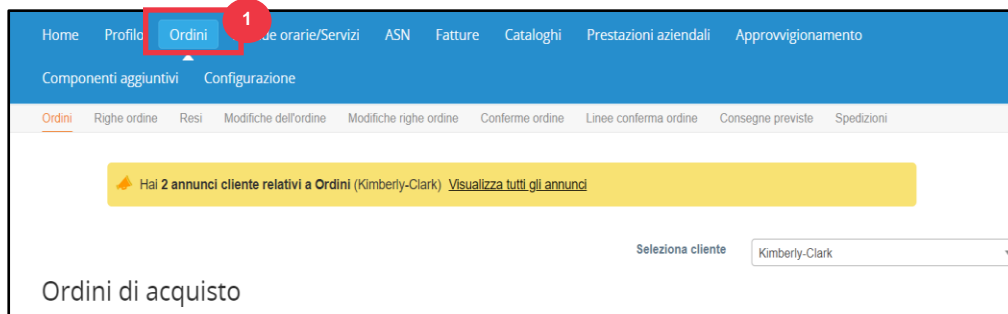 1
Home Profilo Ordini ue orarie/Servizi ASN Fatture Cataloghi Prestazioni aziendali Approvvigionamento
Componenti aggiuntivi Configurazione
Ordini Righe ordine Resi Modifiche dell'ordine Modifiche righe ordine Conferme ordine Linee conferma ordine Consegne previste Spedizioni
Hai 2 annunci cliente relativi a Ordini (Kimberly-Clark) Visualizza tutti gli annunci
Seleziona cliente Kimberly-Clark
Ordini di acquisto